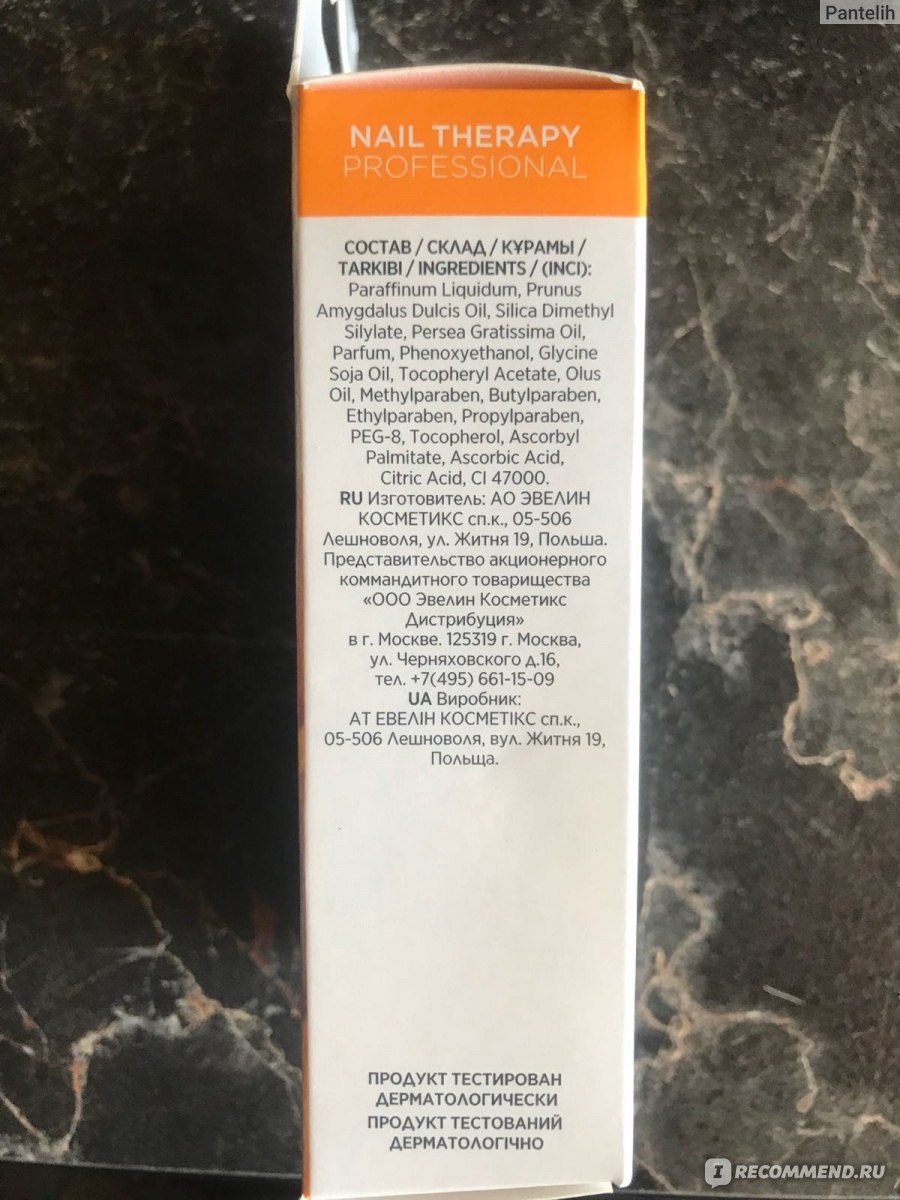 Pantelih
NAIL THERAPY
PROFESSIONAL
СОСТАВ / СКЛАД / ҚҰРАМЫ /
TARKIBI / INGREDIENTS / (INCI):
Paraffinum Liquidum, Prunus
Amygdalus Dulcis Oil, Silica Dimethyl
Silylate, Persea Gratissima Oil,
Parfum, Phenoxyethanol, Glycine
Soja Oil, Tocopheryl Acetate, Olus
Oil, Methylparaben, Butylparaben,
Ethylparaben, Propylparaben,
PEG-8, Tocopherol, Ascorbyl
Palmitate, Ascorbic Acid,
Citric Acid, CI 47000.
RU Изготовитель: АО ЭВЕЛИН
КОСМЕТИКС сп.к., 05-506
Лешноволя, ул. Житня 19, Польша.
Представительство акционерного
коммандитного товарищества
«ООО Эвелин Косметикс
Дистрибуция»
в г. Москве. 125319 г. Москва,
ул. Черняховского д.16,
тел. +7(495) 661-15-09
UA Виробник:
АТ ЕВЕЛІН КОСМЕТІКС сп.к.,
05-506 Лешноволя, вул. Житня 19,
Польща.
ПРОДУКТ ТЕСТИРОВАН
ДЕРМАТОЛОГИЧЕСКИ
ПРОДУКТ ТЕСТОВАНИЙ
ДЕРМАТОЛОГІЧНО
IRECOMMEND.RU